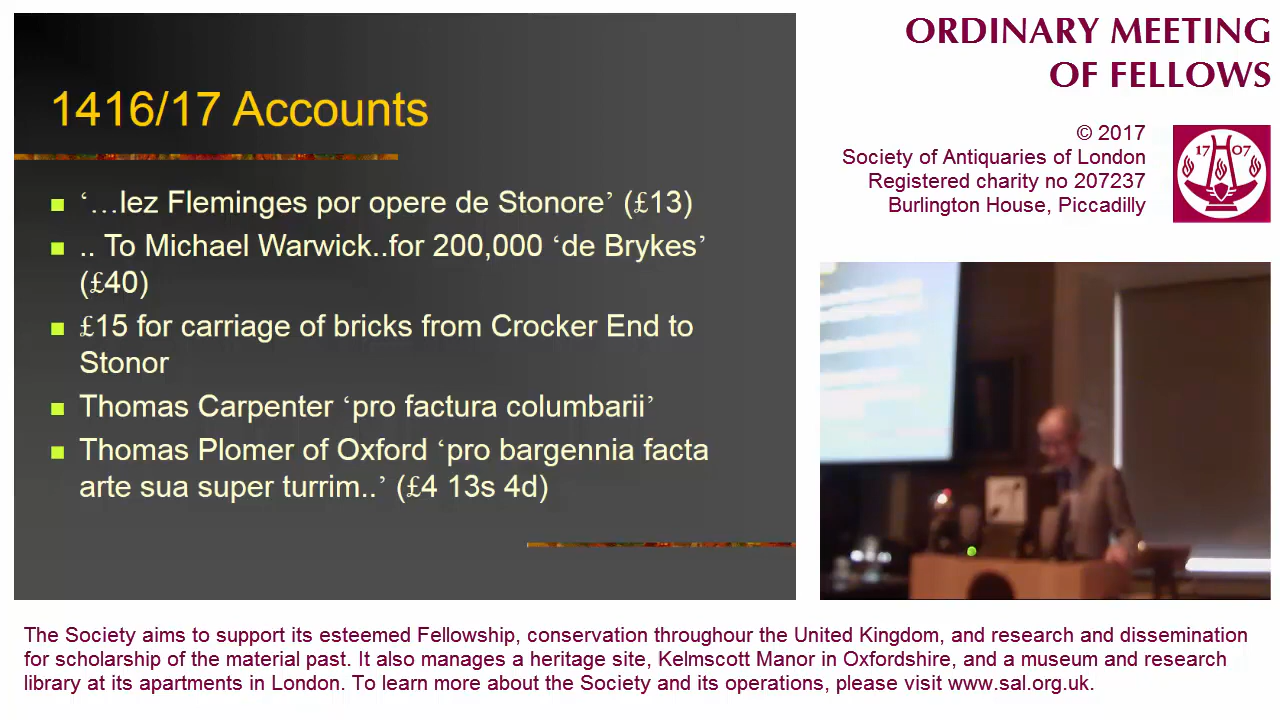 1416/17 Accounts
‘…lez Fleminges por opere de Stonore’ (£13)
.. To Michael Warwick..for 200,000 ‘de Brykes’
(£40)
£15 for carriage of bricks from Crocker End to
Stonor
Thomas Carpenter ‘pro factura columbarii’
Thomas Plomer of Oxford ‘pro bargennia facta
arte sua super turrim..’ (£4 13s 4d)
ORDINARY MEETING
OF FELLOWS
© 2017
Society of Antiquaries of London
Registered charity no 207237
Burlington House, Piccadilly
17 07
The Society aims to support its esteemed Fellowship, conservation throughour the United Kingdom, and research and dissemination
for scholarship of the material past. It also manages a heritage site, Kelmscott Manor in Oxfordshire, and a museum and research
library at its apartments in London. To learn more about the Society and its operations, please visit www.sal.org.uk.